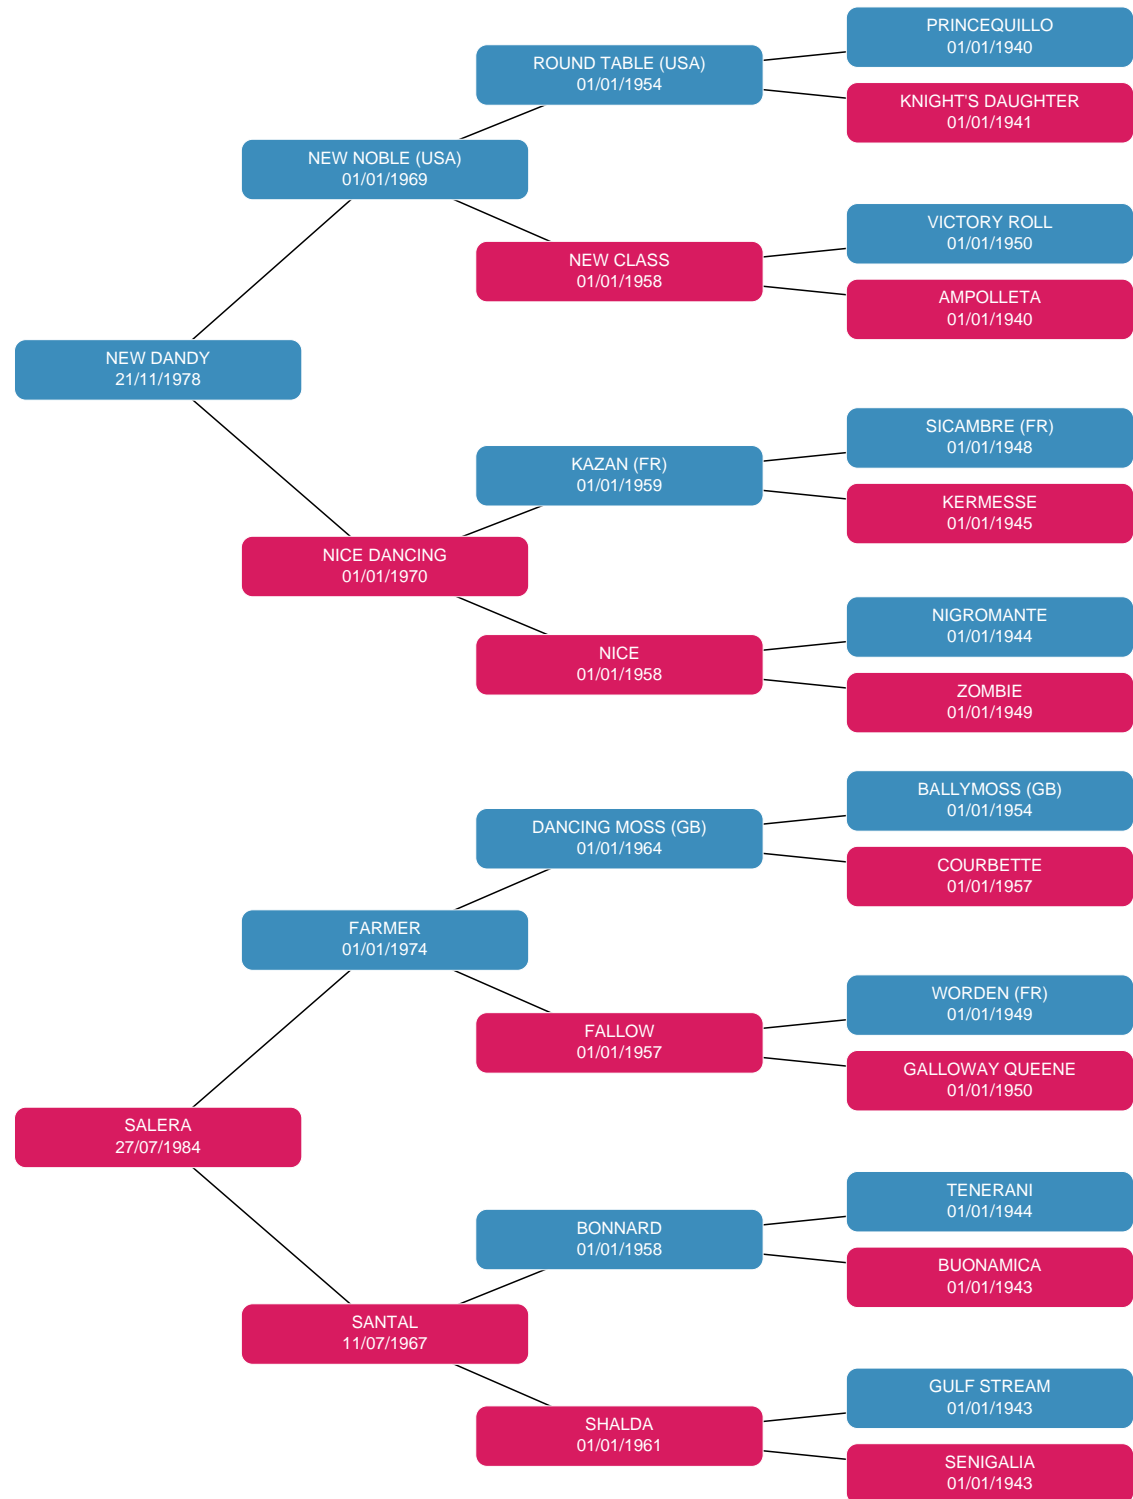 PRINCEQUILLO
01/01/1940
ROUND TABLE (USA)
01/01/1954
KNIGHT'S DAUGHTER
01/01/1941
NEW NOBLE (USA)
01/01/1969
VICTORY ROLL
01/01/1950
NEW CLASS
01/01/1958
AMPOLLETA
01/01/1940
NEW DANDY
21/11/1978
SICAMBRE (FR)
01/01/1948
KAZAN (FR)
01/01/1959
KERMESSE
01/01/1945
NICE DANCING
01/01/1970
NIGROMANTE
01/01/1944
NICE
01/01/1958
ZOMBIE
01/01/1949
BALLYMOSS (GB)
01/01/1954
DANCING MOSS (GB)
01/01/1964
COURBETTE
01/01/1957
FARMER
01/01/1974
WORDEN (FR)
01/01/1949
FALLOW
01/01/1957
GALLOWAY QUEENE
01/01/1950
SALERA
27/07/1984
TENERANI
01/01/1944
BONNARD
01/01/1958
BUONAMICA
01/01/1943
SANTAL
11/07/1967
GULF STREAM
01/01/1943
SHALDA
01/01/1961
SENIGALIA
01/01/1943